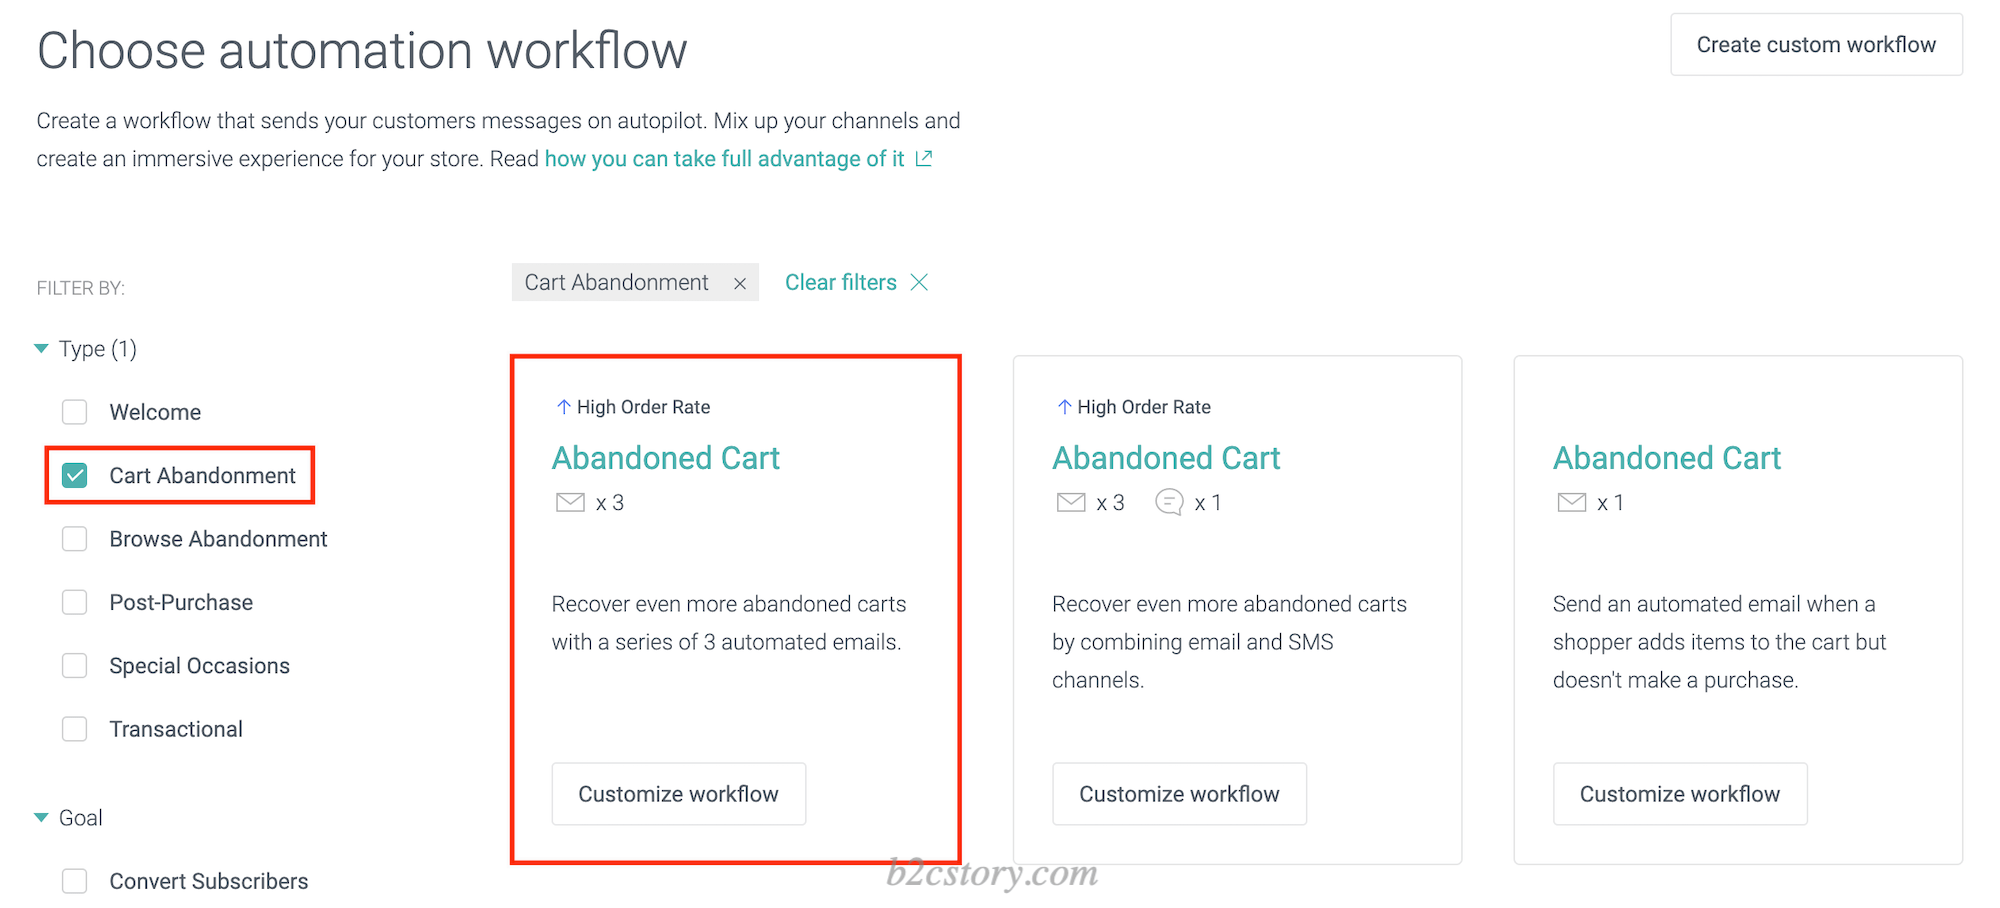 Choose automation workflow
Create custom workflow
Create a workflow that sends your customers messages on autopilot. Mix up your channels and
create an immersive experience for your store. Read how you can take full advantage of it
FILTER BY:
Cart Abandonment ×
Clear filters ×
Type (1)
Welcome
Cart Abandonment
Browse Abandonment
Post-Purchase
Special Occasions
Transactional
Goal
Convert Subscribers
↑ High Order Rate
Abandoned Cart
x 3
Recover even more abandoned carts
with a series of 3 automated emails.
Customize workflow
↑ High Order Rate
Abandoned Cart
x 3 x 1
Recover even more abandoned carts
by combining email and SMS
channels.
Customize workflow
Abandoned Cart
x 1
Send an automated email when a
shopper adds items to the cart but
doesn't make a purchase.
Customize workflow
b2cstory.com